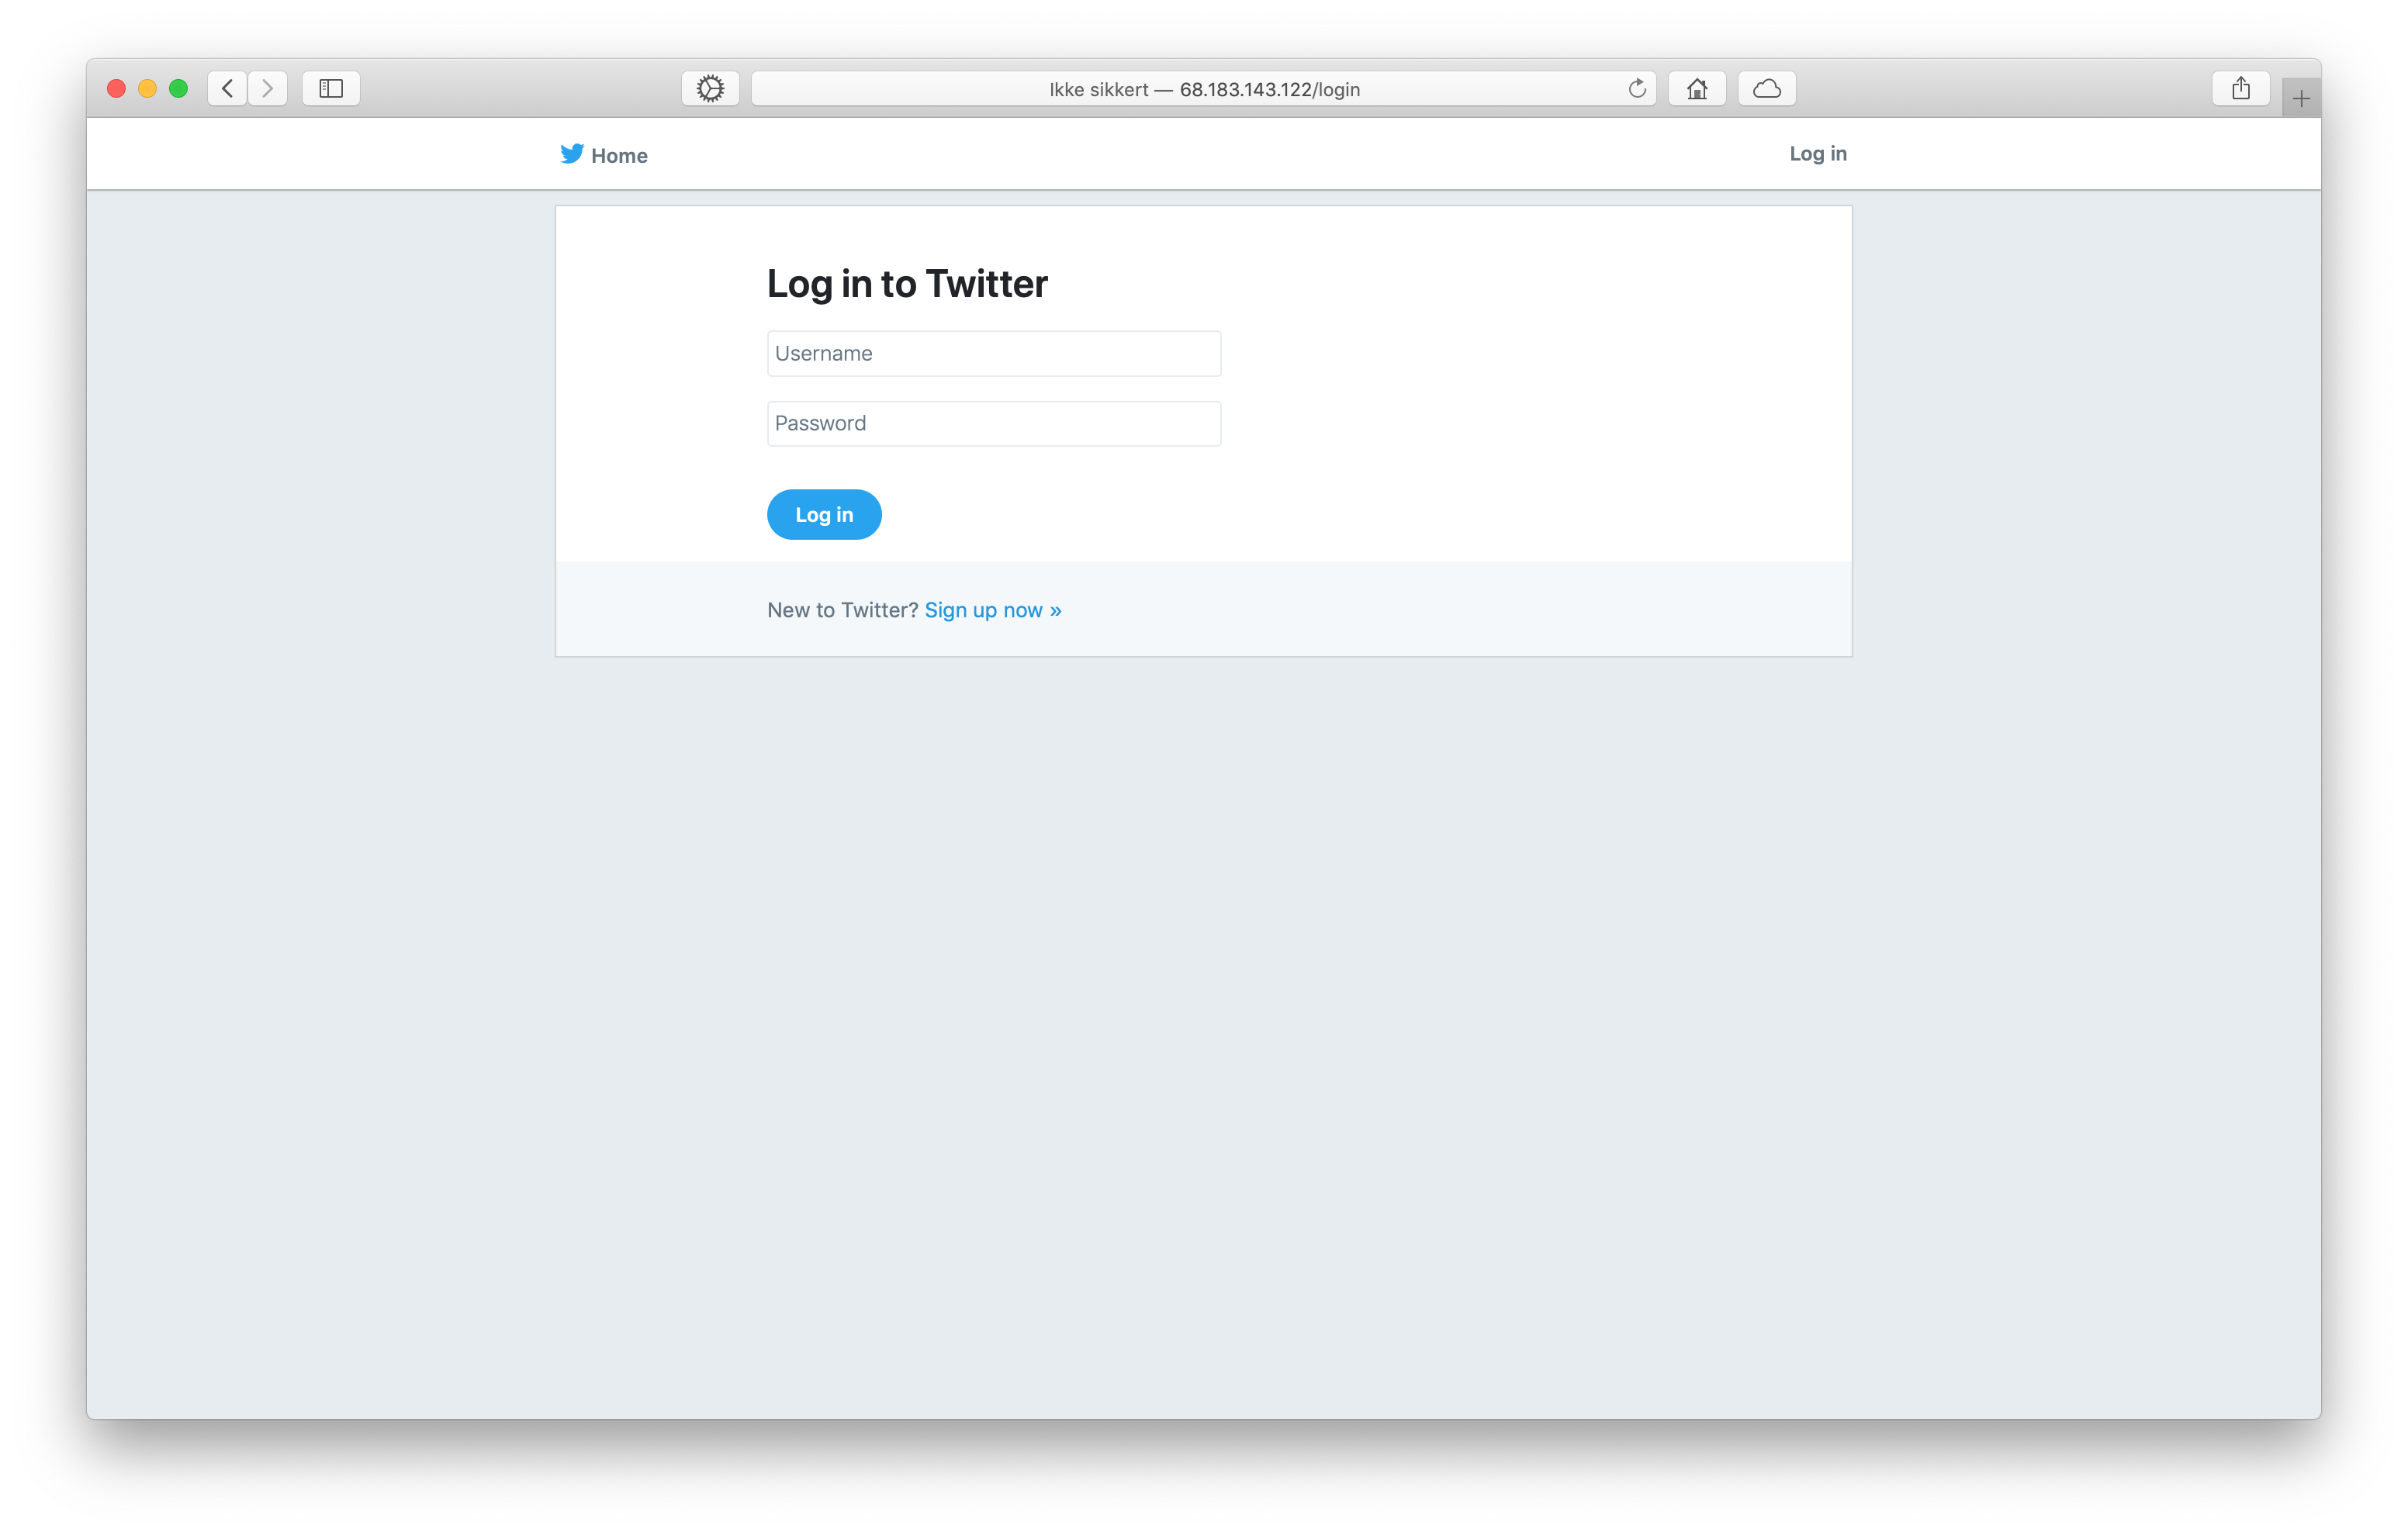 Ikke sikkert — 68.183.143.122/login
Home
Log in
Log in to Twitter
Username
Password
Log in
New to Twitter? Sign up now »